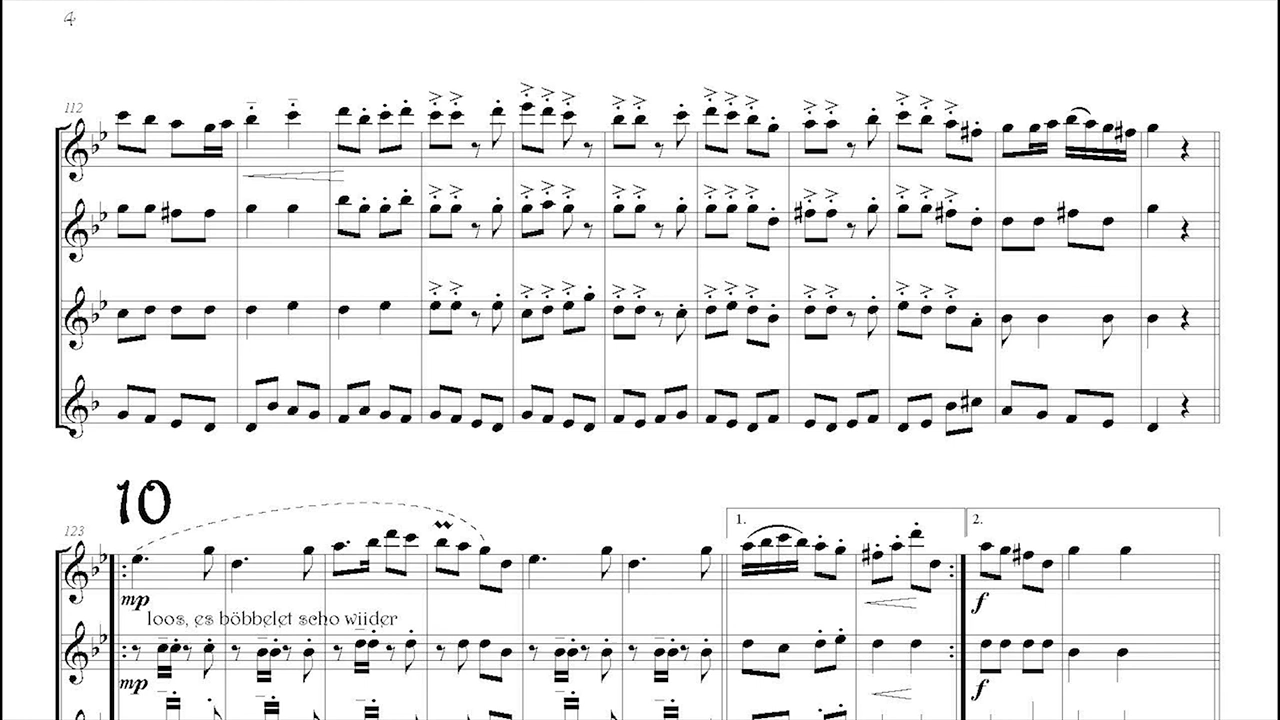 4
112
10
123
1.
2.
mp
f
loos, es böbbelet scho wiider
mp
f